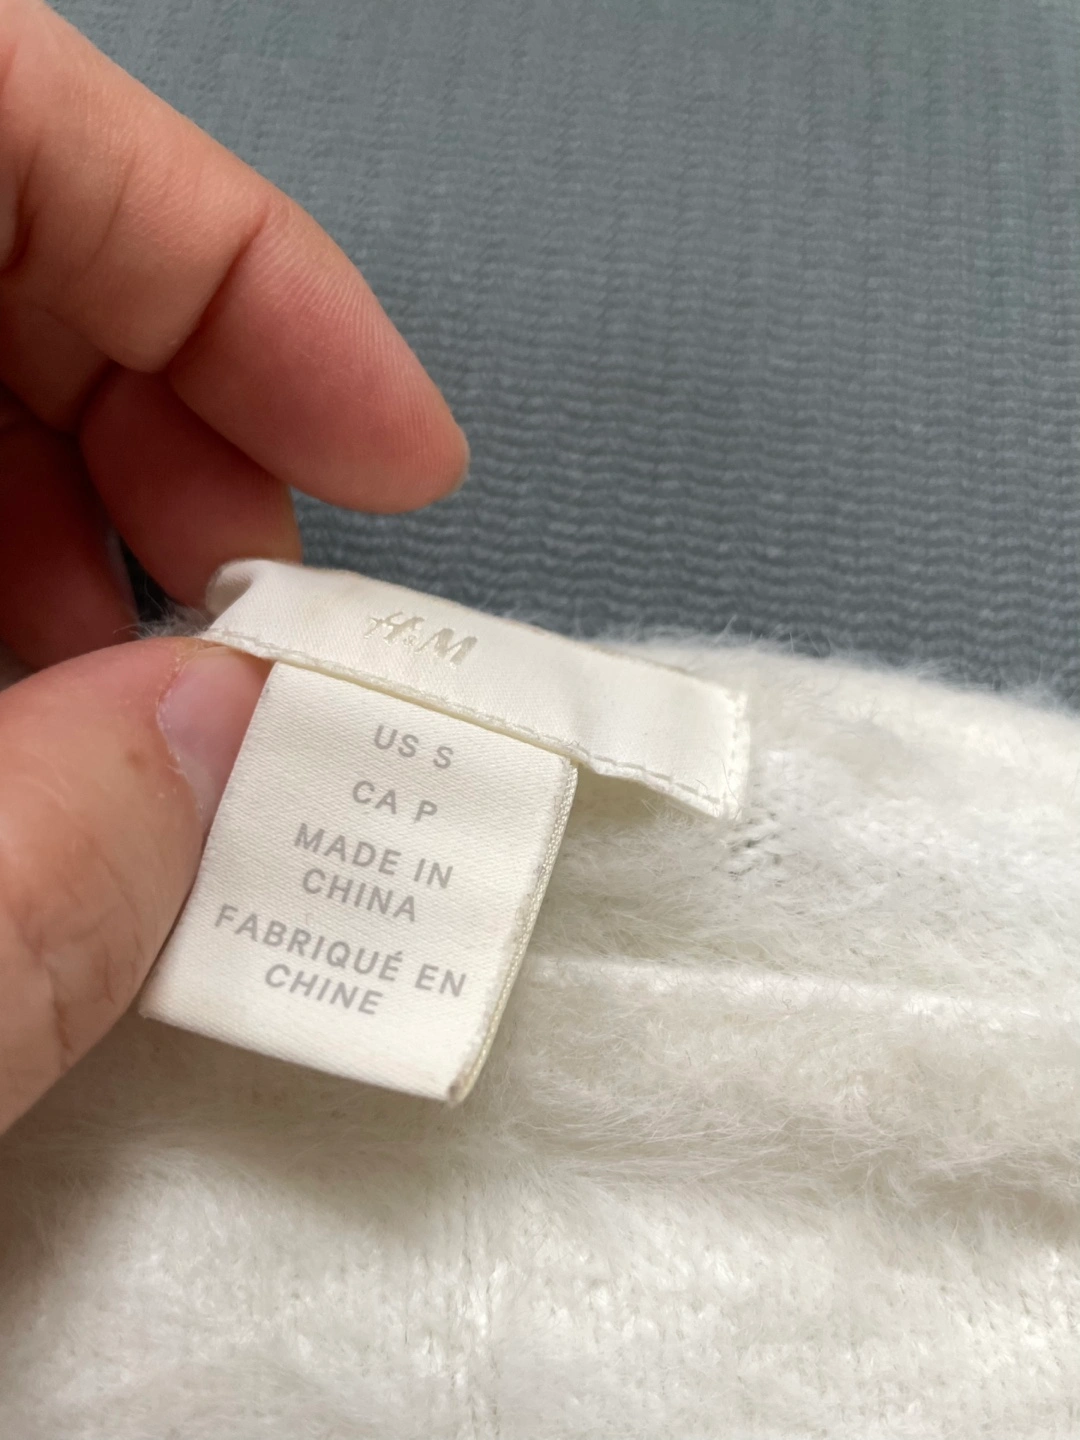 H&M
US S
CA P
MADE IN
CHINA
FABRIQUÉ EN
CHINE